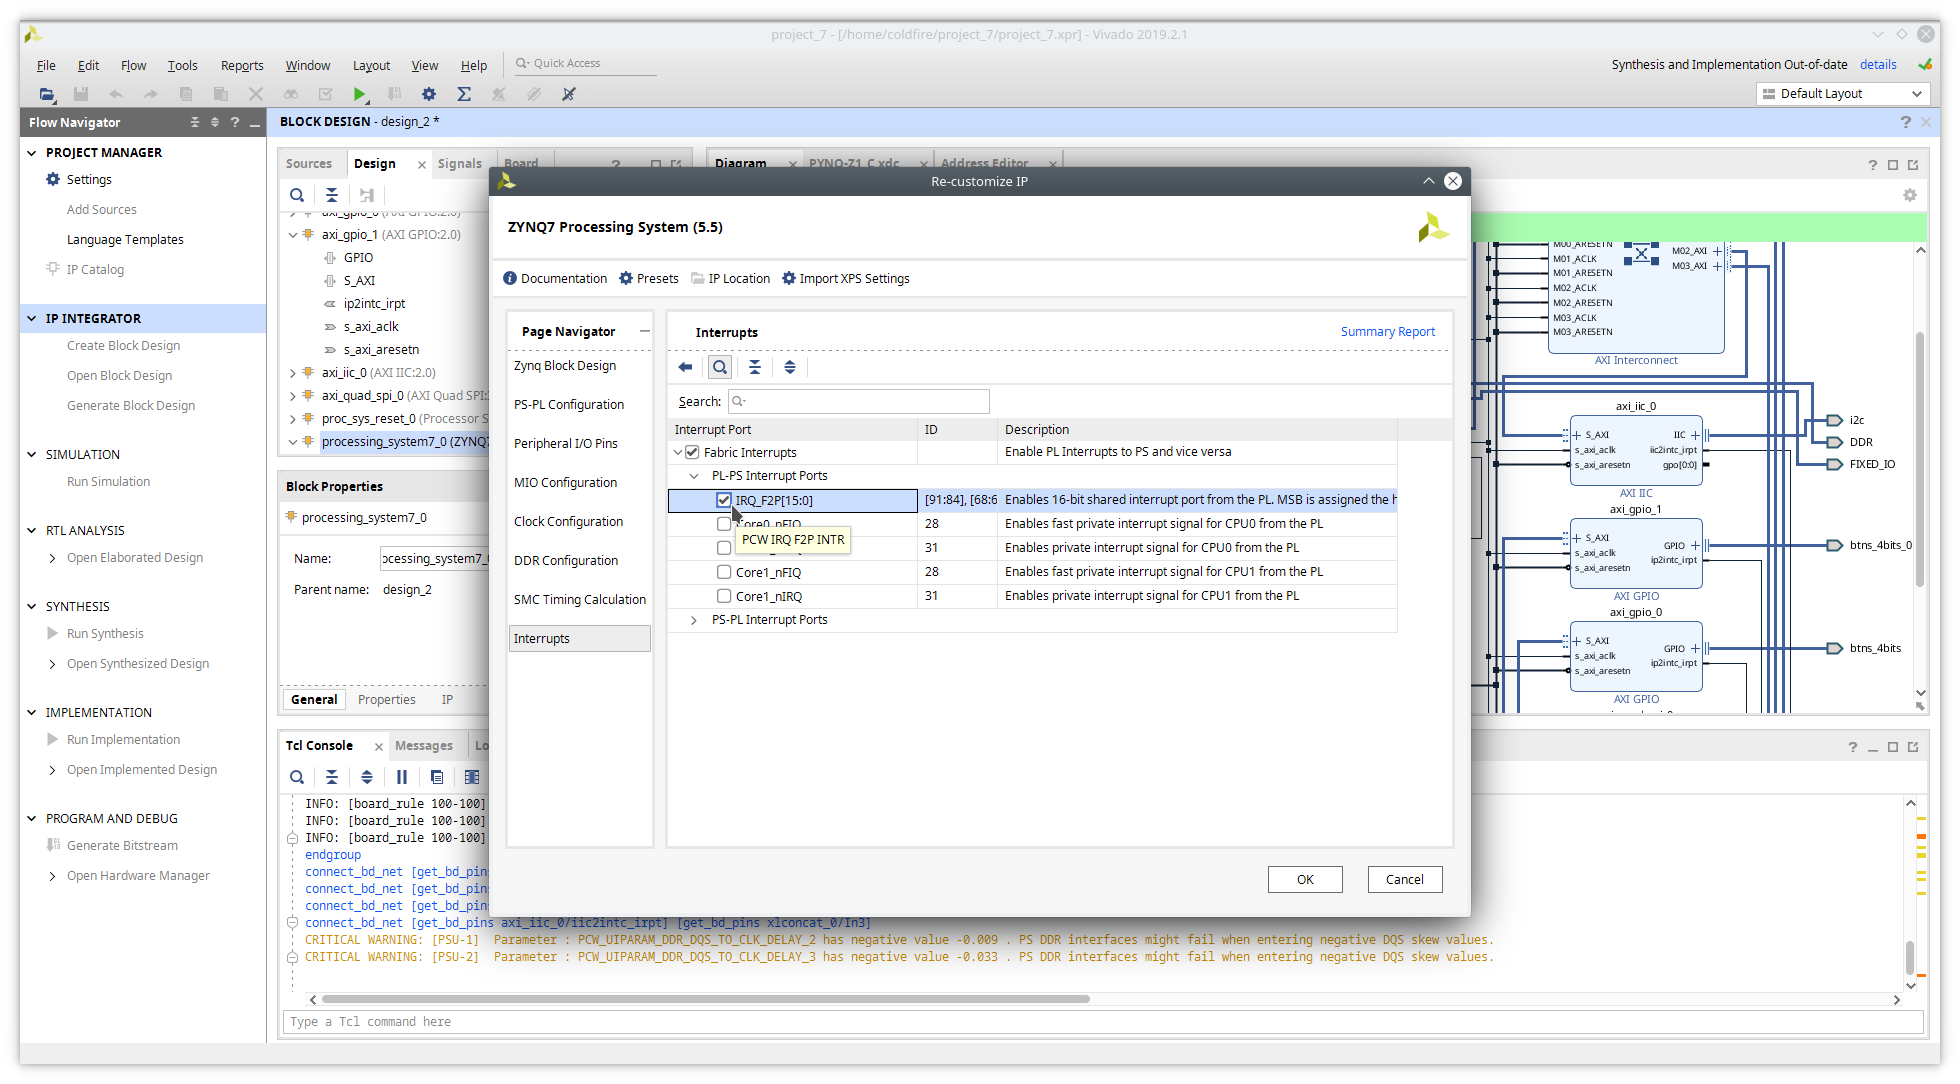 project_7 - [/home/coldfire/project_7/project_7.xpr] - Vivado 2019.2.1
File Edit Flow Tools Reports Window Layout View Help Quick Access
Synthesis and Implementation Out-of-date details
Default Layout
Flow Navigator
PROJECT MANAGER
Settings
Add Sources
Language Templates
IP Catalog
IP INTEGRATOR
Create Block Design
Open Block Design
Generate Block Design
SIMULATION
Run Simulation
RTL ANALYSIS
Open Elaborated Design
SYNTHESIS
Run Synthesis
Open Synthesized Design
IMPLEMENTATION
Run Implementation
Open Implemented Design
PROGRAM AND DEBUG
Generate Bitstream
Open Hardware Manager
BLOCK DESIGN - design_2 *
Sources Design Signals Board
axi_gpio_0 (AXI GPIO:2.0)
axi_gpio_1 (AXI GPIO:2.0)
GPIO
S_AXI
ip2intc_irpt
s_axi_aclk
s_axi_aresetn
axi_iic_0 (AXI IIC:2.0)
axi_quad_spi_0 (AXI Quad SPI:
proc_sys_reset_0 (Processor S
processing_system7_0 (ZYNQ7
Block Properties
processing_system7_0
Name: ocessing_system7_
Parent name: design_2
General Properties IP
Diagram PYNQ-Z1_C.xdc Address Editor
Re-customize IP
ZYNQ7 Processing System (5.5)
Documentation Presets IP Location Import XPS Settings
Page Navigator
Zynq Block Design
PS-PL Configuration
Peripheral I/O Pins
MIO Configuration
Clock Configuration
DDR Configuration
SMC Timing Calculation
Interrupts
Interrupts
Summary Report
Search:
Interrupt Port ID Description
Fabric Interrupts Enable PL Interrupts to PS and vice versa
PL-PS Interrupt Ports
IRQ_F2P[15:0] [91:84], [68:6 Enables 16-bit shared interrupt port from the PL. MSB is assigned the h
Core0_nFIQ 28 Enables fast private interrupt signal for CPU0 from the PL
PCW IRQ F2P INTR
31 Enables private interrupt signal for CPU0 from the PL
Core1_nFIQ 28 Enables fast private interrupt signal for CPU1 from the PL
Core1_nIRQ 31 Enables private interrupt signal for CPU1 from the PL
PS-PL Interrupt Ports
OK Cancel
M00_ARESETN
M01_ACLK
M01_ARESETN
M02_ACLK
M02_ARESETN
M03_ACLK
M03_ARESETN
M02_AXI
M03_AXI
AXI Interconnect
axi_iic_0
S_AXI
s_axi_aclk
s_axi_aresetn
IIC
iic2intc_irpt
gpo[0:0]
AXI IIC
axi_gpio_1
S_AXI
s_axi_aclk
s_axi_aresetn
GPIO
ip2intc_irpt
AXI GPIO
axi_gpio_0
S_AXI
s_axi_aclk
s_axi_aresetn
GPIO
ip2intc_irpt
AXI GPIO
i2c
DDR
FIXED_IO
btns_4bits_0
btns_4bits
Tcl Console Messages Lo
INFO: [board_rule 100-100]
INFO: [board_rule 100-100]
INFO: [board_rule 100-100]
endgroup
connect_bd_net [get_bd_pin
connect_bd_net [get_bd_pin
connect_bd_net [get_bd_pin
connect_bd_net [get_bd_pins axi_iic_0/iic2intc_irpt] [get_bd_pins xlconcat_0/In3]
CRITICAL WARNING: [PSU-1]  Parameter : PCW_UIPARAM_DDR_DQS_TO_CLK_DELAY_2 has negative value -0.009 . PS DDR interfaces might fail when entering negative DQS skew values.
CRITICAL WARNING: [PSU-2]  Parameter : PCW_UIPARAM_DDR_DQS_TO_CLK_DELAY_3 has negative value -0.033 . PS DDR interfaces might fail when entering negative DQS skew values.
Type a Tcl command here